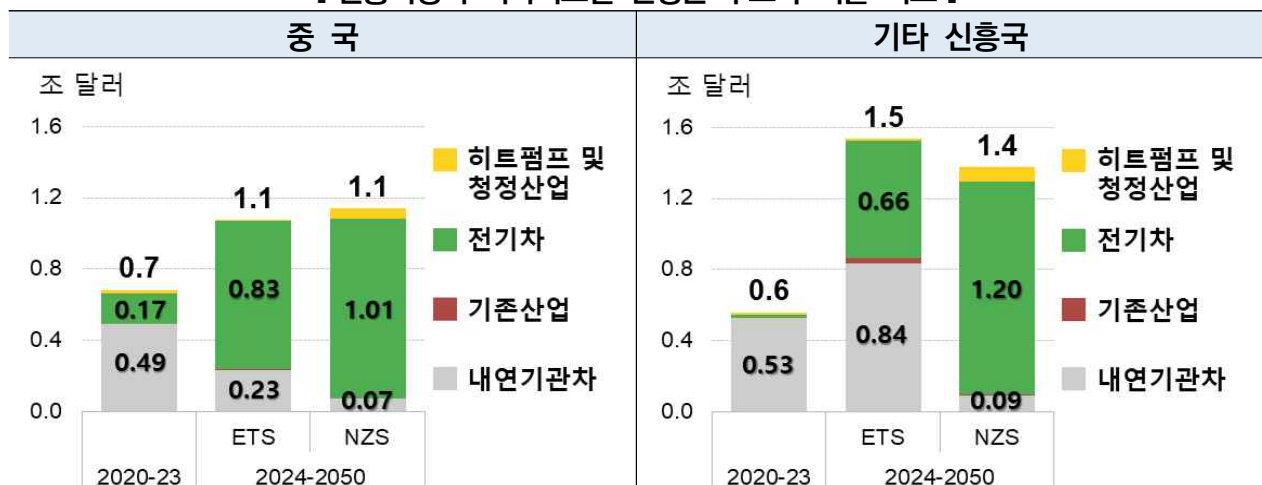 중 국
기타 신흥국
조 달러
1.6
1.2
0.8
0.4
0.0
0.7
0.17
0.49
1.1
0.83
0.23
1.1
1.01
0.07
히트펌프 및
청정산업
전기차
기존산업
내연기관차
ETS
NZS
2020-23
2024-2050
조 달러
1.6
1.2
0.8
0.4
0.0
0.6
0.53
1.5
0.66
0.84
1.4
1.20
0.09
히트펌프 및
청정산업
전기차
기존산업
내연기관차
ETS
NZS
2020-23
2024-2050